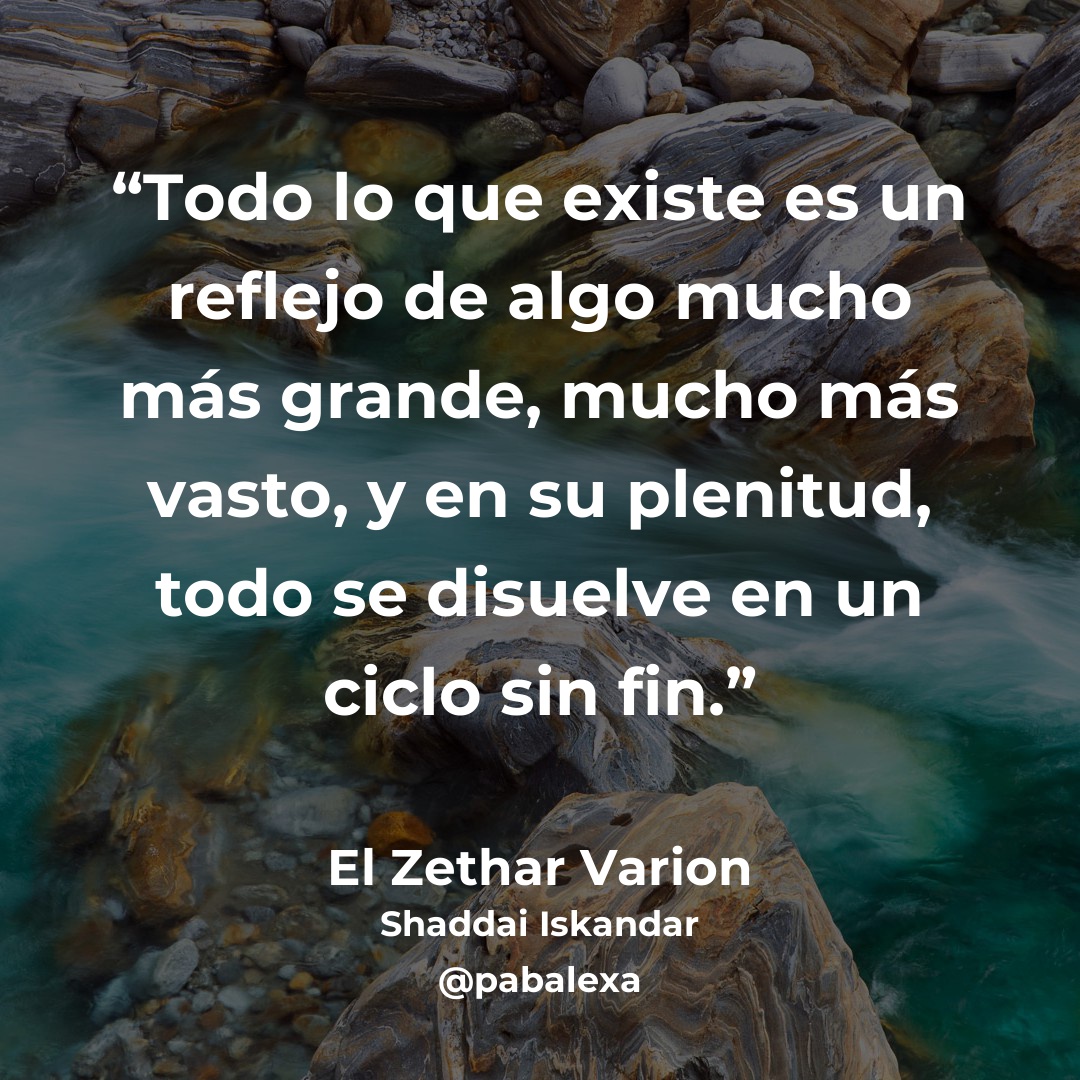 “Todo lo que existe es un
reflejo de algo mucho
más grande, mucho más
vasto, y en su plenitud,
todo se disuelve en un
ciclo sin fin.”
El Zethar Varion
Shaddai Iskandar
@pabalexa